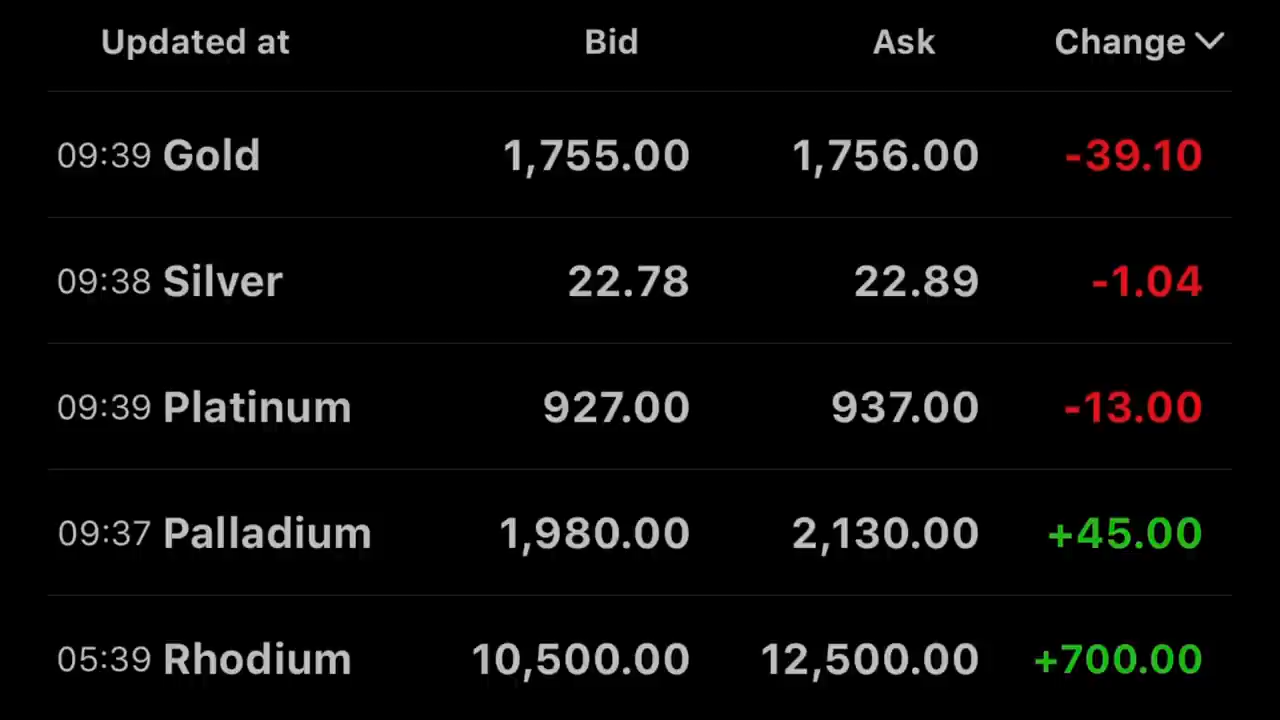 Updated at Bid Ask Change
09:39 Gold 1,755.00 1,756.00 -39.10
09:38 Silver 22.78 22.89 -1.04
09:39 Platinum 927.00 937.00 -13.00
09:37 Palladium 1,980.00 2,130.00 +45.00
05:39 Rhodium 10,500.00 12,500.00 +700.00